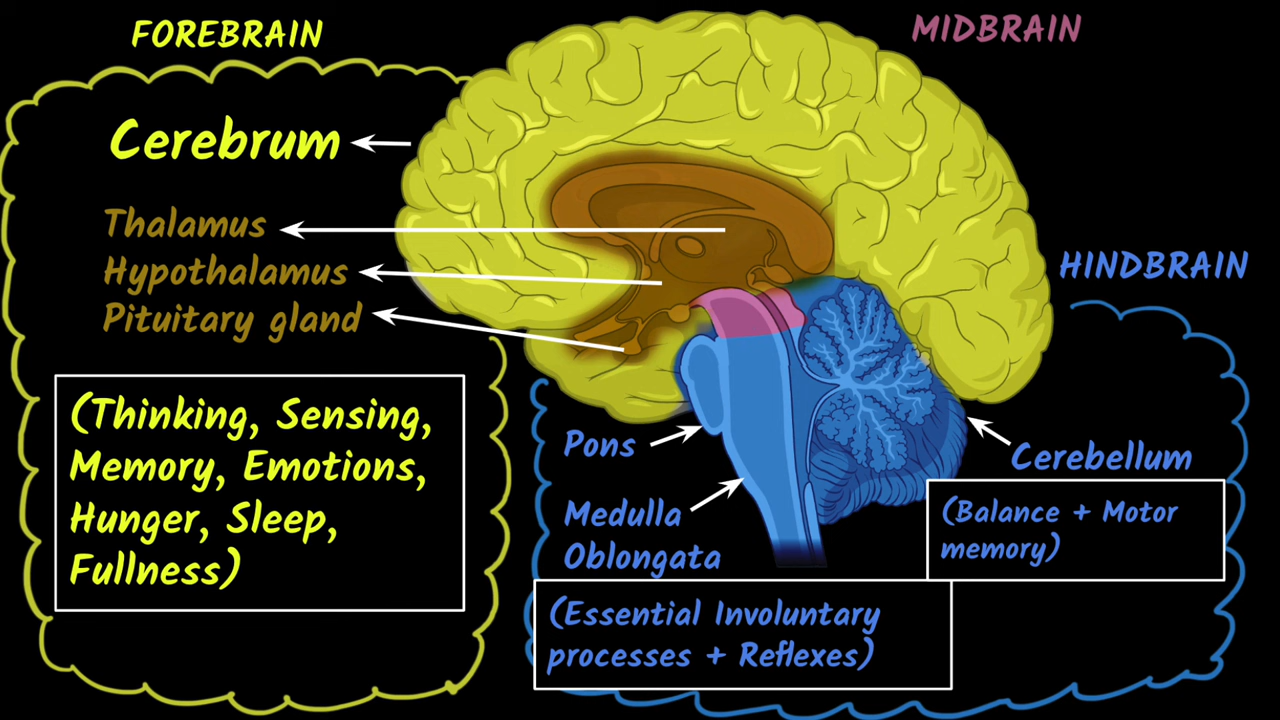 FOREBRAIN
MIDBRAIN
Cerebrum
Thalamus
Hypothalamus
Pituitary gland
(Thinking, Sensing,
Memory, Emotions,
Hunger, Sleep,
Fullness)
HINDBRAIN
Pons
Medulla
Oblongata
(Essential Involuntary
processes + Reflexes)
Cerebellum
(Balance + Motor
memory)